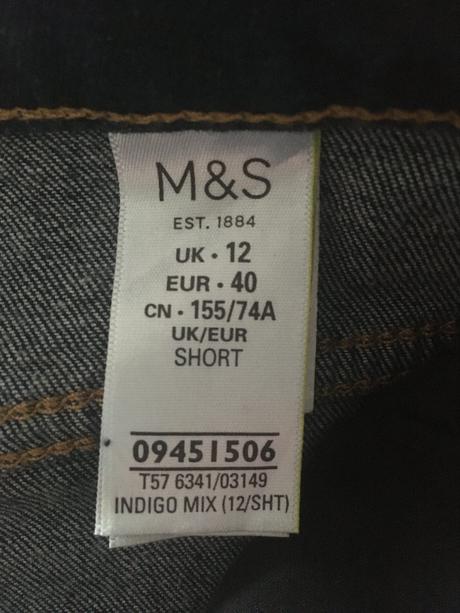 M&S
EST. 1884
UK • 12
EUR • 40
CN • 155/74A
UK/EUR
SHORT
09451506
T57 6341/03149
INDIGO MIX (12/SHT)